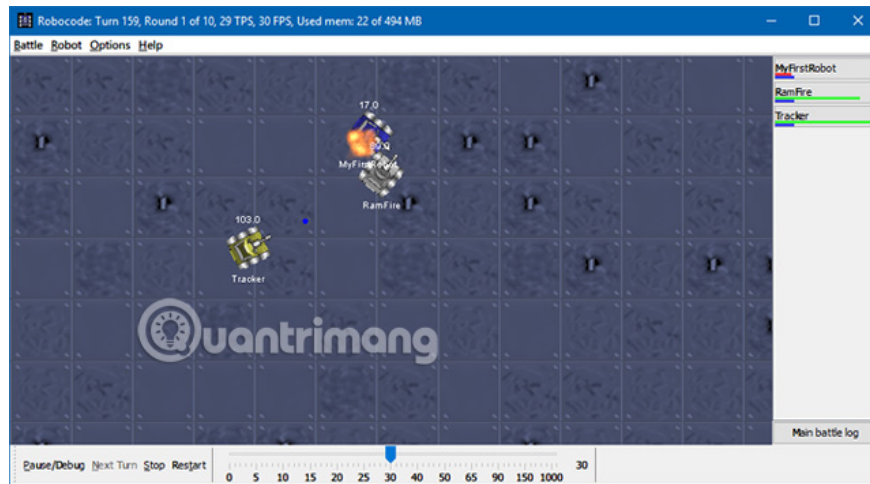 Robocode: Turn 159, Round 1 of 10, 29 TPS, 30 FPS, Used mem: 22 of 494 MB
Battle Robot Options Help
MyFirstRobot
RamFire
Tracker
17.0
RamFire
103.0
Tracker
Quantrimang
Main battle log
Pause/Debug Next Turn Stop Restart
0 5 10 15 20 25 30 40 50 65 90 150 1000
30